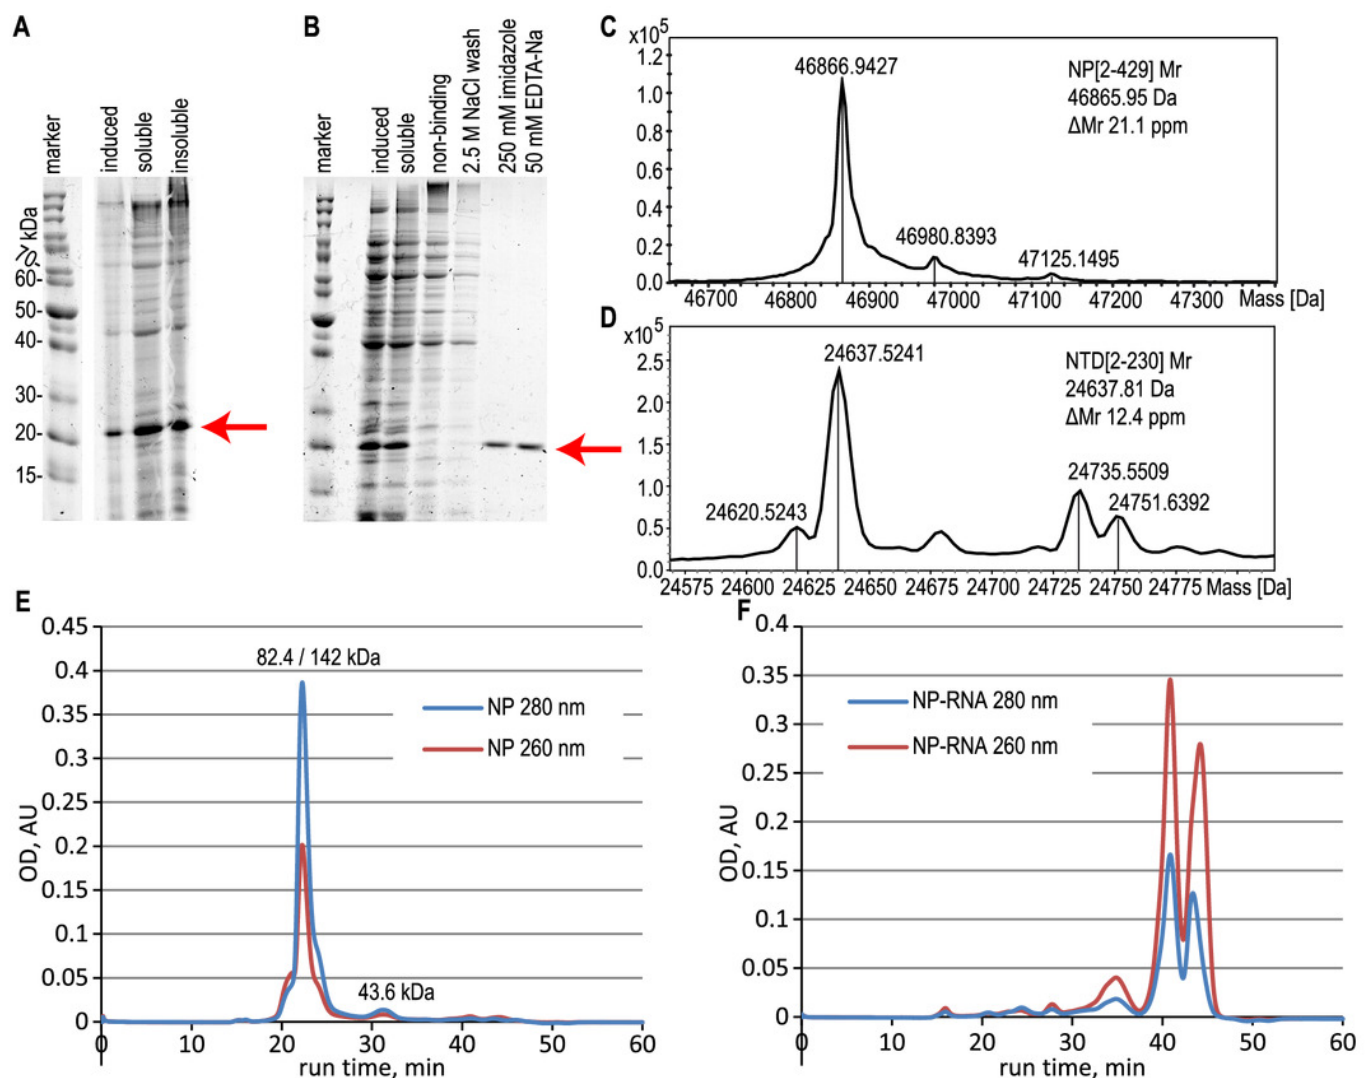 A
marker
induced
soluble
insoluble
kDa
70-
60-
50-
40-
30-
20-
15-
B
marker
induced
soluble
non-binding
2.5 M NaCl wash
250 mM imidazole
50 mM EDTA-Na
C
x10⁵
1.2
1.0
0.8
0.6
0.4
0.2
0.0
46866.9427
46980.8393
47125.1495
NP[2-429] Mr
46865.95 Da
ΔMr 21.1 ppm
46700 46800 46900 47000 47100 47200 47300 Mass [Da]
D
x10⁵
2.5
2.0
1.5
1.0
0.5
0.0
24637.5241
24620.5243
24735.5509
24751.6392
NTD[2-230] Mr
24637.81 Da
ΔMr 12.4 ppm
24575 24600 24625 24650 24675 24700 24725 24750 24775 Mass [Da]
E
0.45
0.4
0.35
0.3
0.25
0.2
0.15
0.1
0.05
0
OD, AU
82.4 / 142 kDa
NP 280 nm
NP 260 nm
43.6 kDa
0 10 20 30 40 50 60
run time, min
F
0.4
0.35
0.3
0.25
0.2
0.15
0.1
0.05
0
OD, AU
NP-RNA 280 nm
NP-RNA 260 nm
0 10 20 30 40 50 60
run time, min